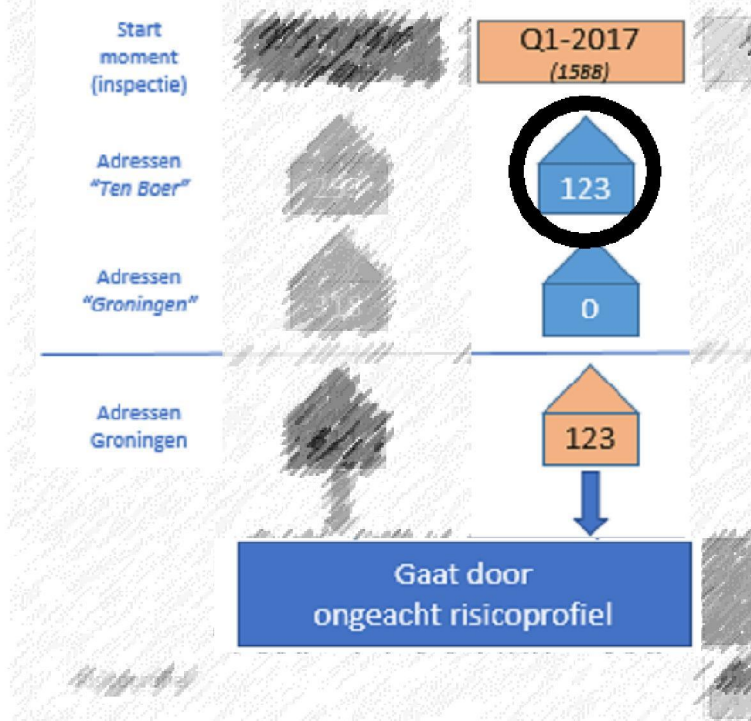 Start
moment
(inspectie)
Q1-2017
(1588)
Adressen
"Ten Boer"
123
Adressen
"Groningen"
0
Adressen
Groningen
123
Gaat door
ongeacht risicoprofiel